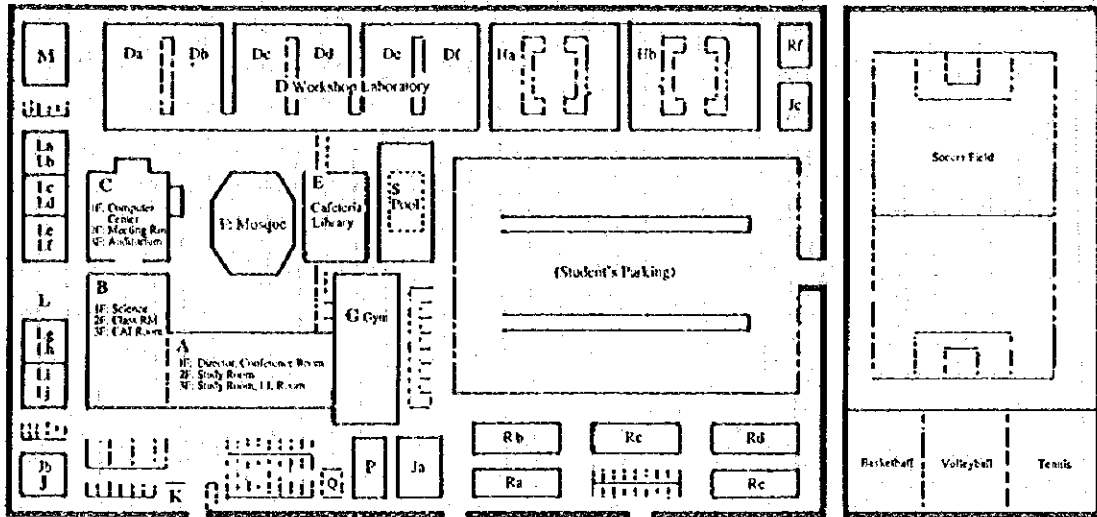 M
Da
Db
Dc
Dd
De
Df
D Workshop Laboratory
Ha
Hb
Rf
Jc
La
Lb
Lc
Ld
Le
Lf
C
1F: Computer
Center
2F: Meeting Rm
3F: Auditorium
F: Mosque
E
Cafeteria
Library
S
Pool
(Student's Parking)
Soccer Field
L
Lg
Lh
Li
Lj
B
1F: Science
2F: Class RM
3F: CAI Room
A
1F: Director, Conference Room
2F: Study Room
3F: Study Room, LL Room
G Gym
Jb
J
K
Q
P
Ja
Rb
Rc
Rd
Ra
Re
Basketball
Volleyball
Tennis